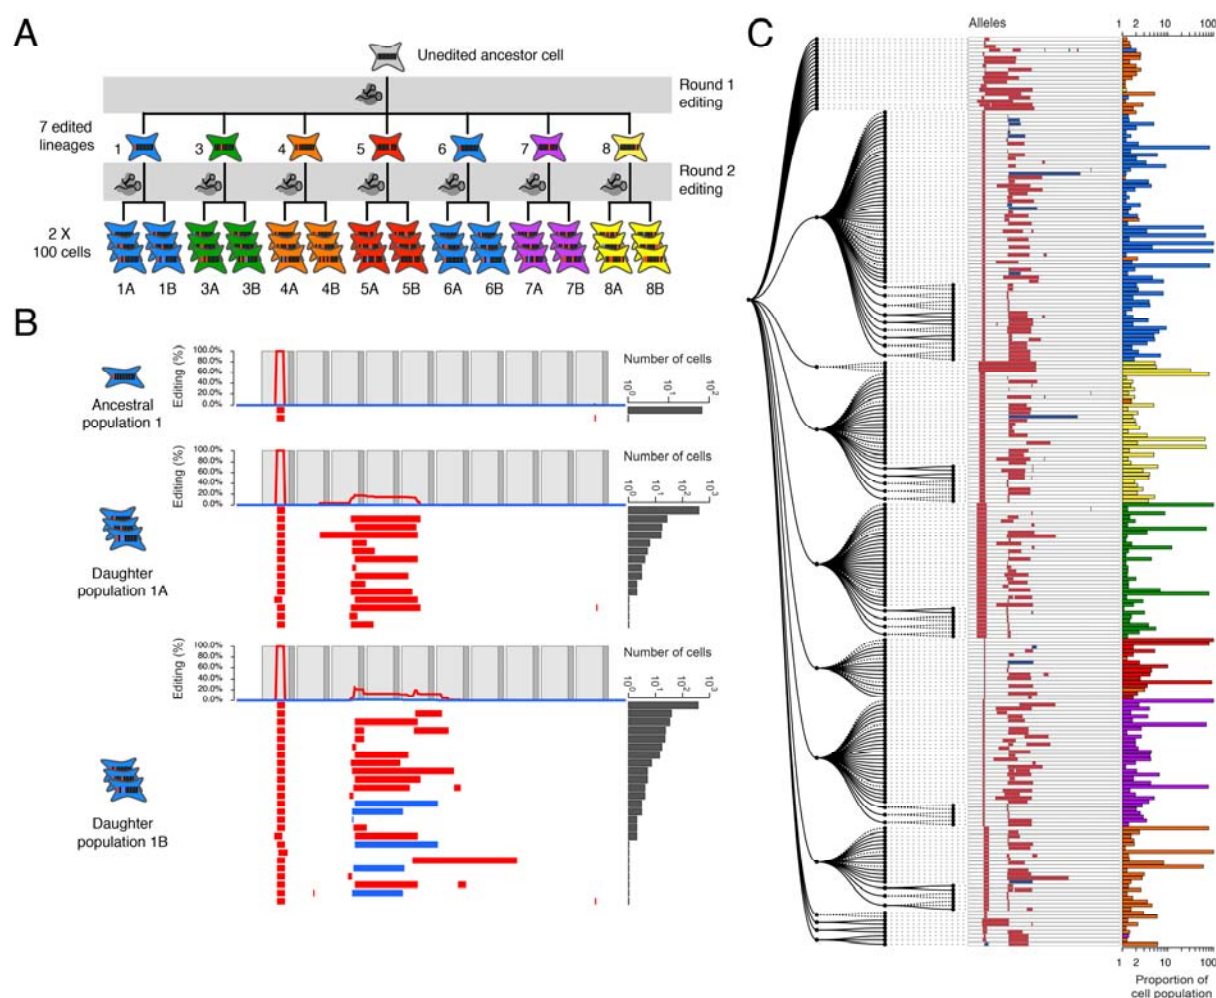 A
Unedited ancestor cell
Round 1
editing
7 edited
lineages
1
3
4
5
6
7
8
Round 2
editing
2 X
100 cells
1A 1B 3A 3B 4A 4B 5A 5B 6A 6B 7A 7B 8A 8B
B
Ancestral
population 1
Editing (%)
100.0%
80.0%
60.0%
40.0%
20.0%
0.0%
Number of cells
10^0 10^1 10^2
Daughter
population 1A
Editing (%)
100.0%
80.0%
60.0%
40.0%
20.0%
0.0%
Number of cells
10^0 10^1 10^2 10^3
Daughter
population 1B
Editing (%)
100.0%
80.0%
60.0%
40.0%
20.0%
0.0%
Number of cells
10^0 10^1 10^2 10^3
C
Alleles
1 2 10 100
1 2 10 100
Proportion of
cell population